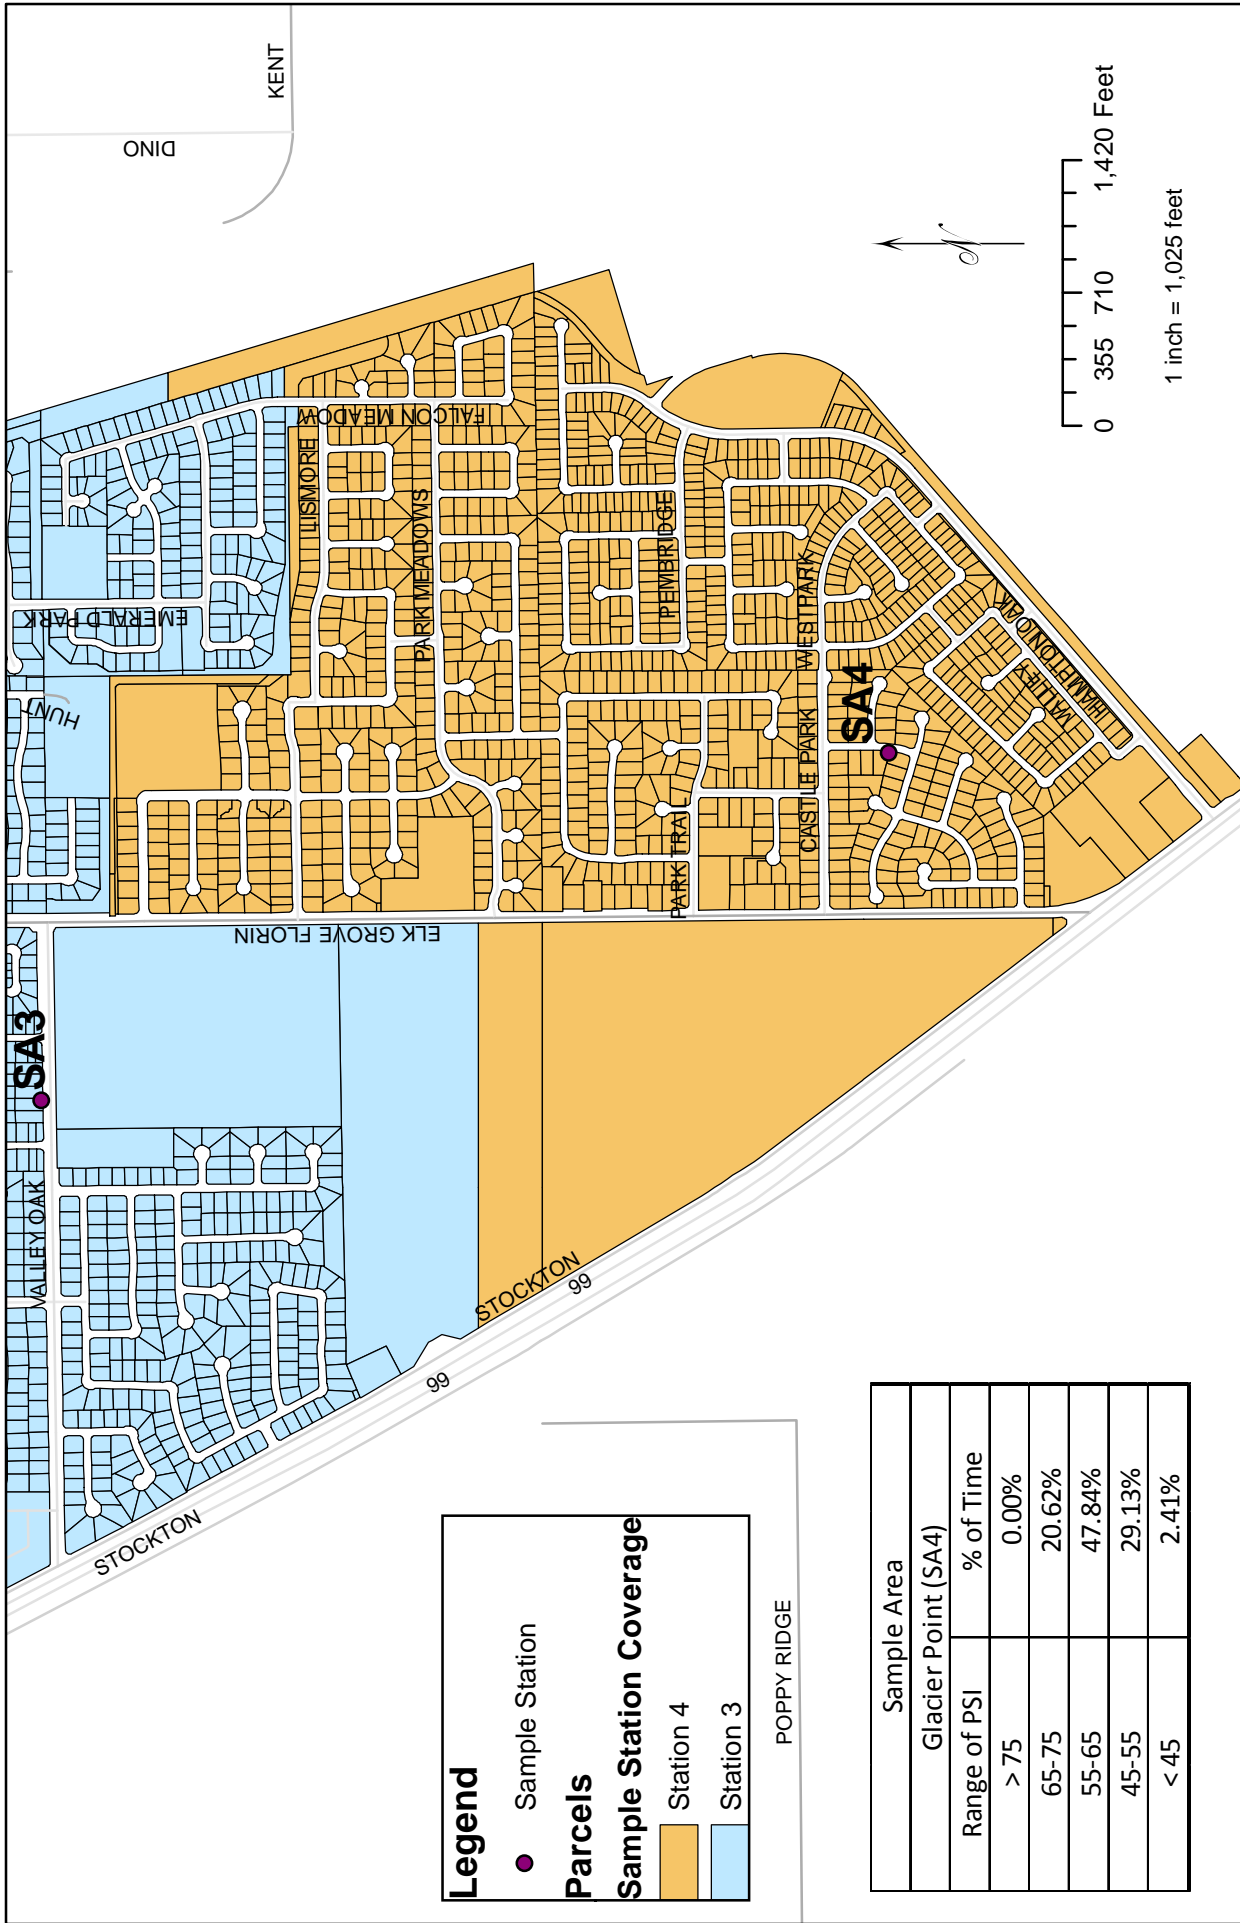 KENT
DINO
HUNT
EMERALD PARK
LISMORE
FALCON MEADOW
PARK MEADOWS
PEMBRIDGE
WESTPARK
CASTLE PARK
PARK TRAIL
VALLEY OAK
HAMPTON OAK
SA4
ELK GROVE FLORIN
SA3
VALLEY OAK
STOCKTON
99
STOCKTON
99
POPPY RIDGE
0 355 710 1,420 Feet
1 inch = 1,025 feet
N
Legend
Sample Station
Parcels
Sample Station Coverage
Station 4
Station 3
Sample Area
Glacier Point (SA4)
Range of PSI % of Time
> 75 0.00%
65-75 20.62%
55-65 47.84%
45-55 29.13%
< 45 2.41%